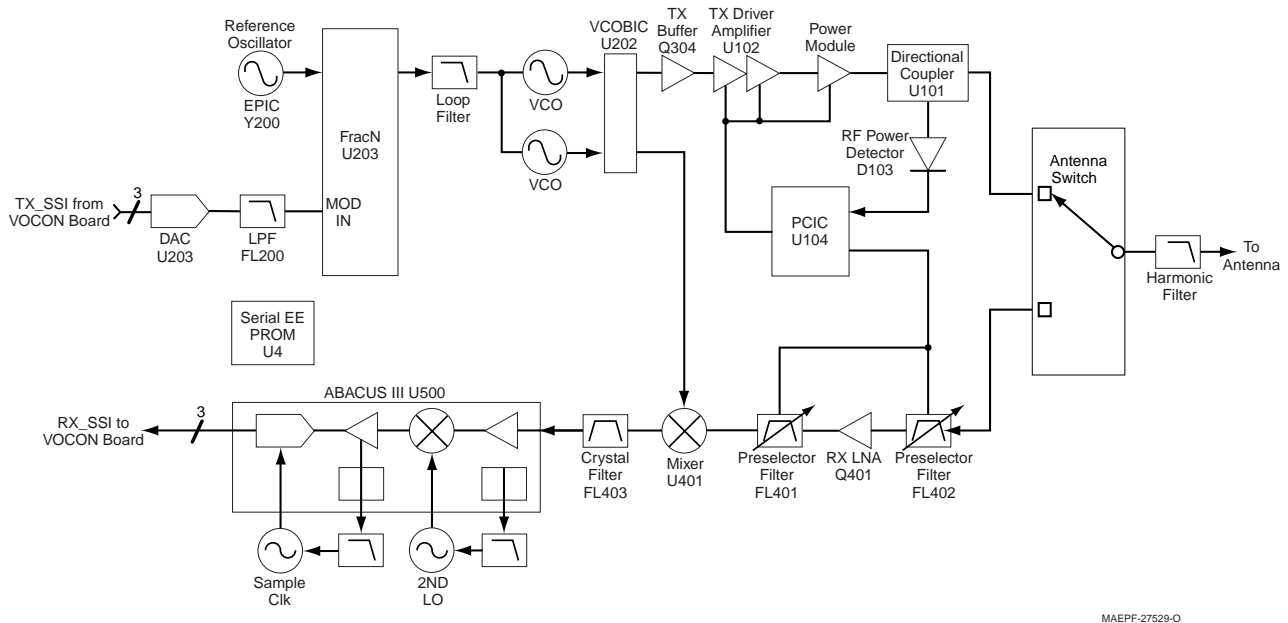 Reference
Oscillator
EPIC
Y200
FracN
U203
MOD
IN
Loop
Filter
VCO
VCO
VCOBIC
U202
TX
Buffer
Q304
TX Driver
Amplifier
U102
Power
Module
Directional
Coupler
U101
RF Power
Detector
D103
PCIC
U104
Antenna
Switch
Harmonic
Filter
To
Antenna
TX_SSI from
VOCON Board
3
DAC
U203
LPF
FL200
Serial EE
PROM
U4
ABACUS III U500
RX_SSI to
VOCON Board
3
Sample
Clk
2ND
LO
Crystal
Filter
FL403
Mixer
U401
Preselector
Filter
FL401
RX LNA
Q401
Preselector
Filter
FL402
MAEPF-27529-O